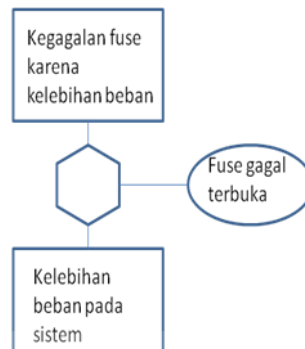 Kegagalan fuse
karena
kelebihan beban
Fuse gagal
terbuka
Kelebihan
beban pada
sistem